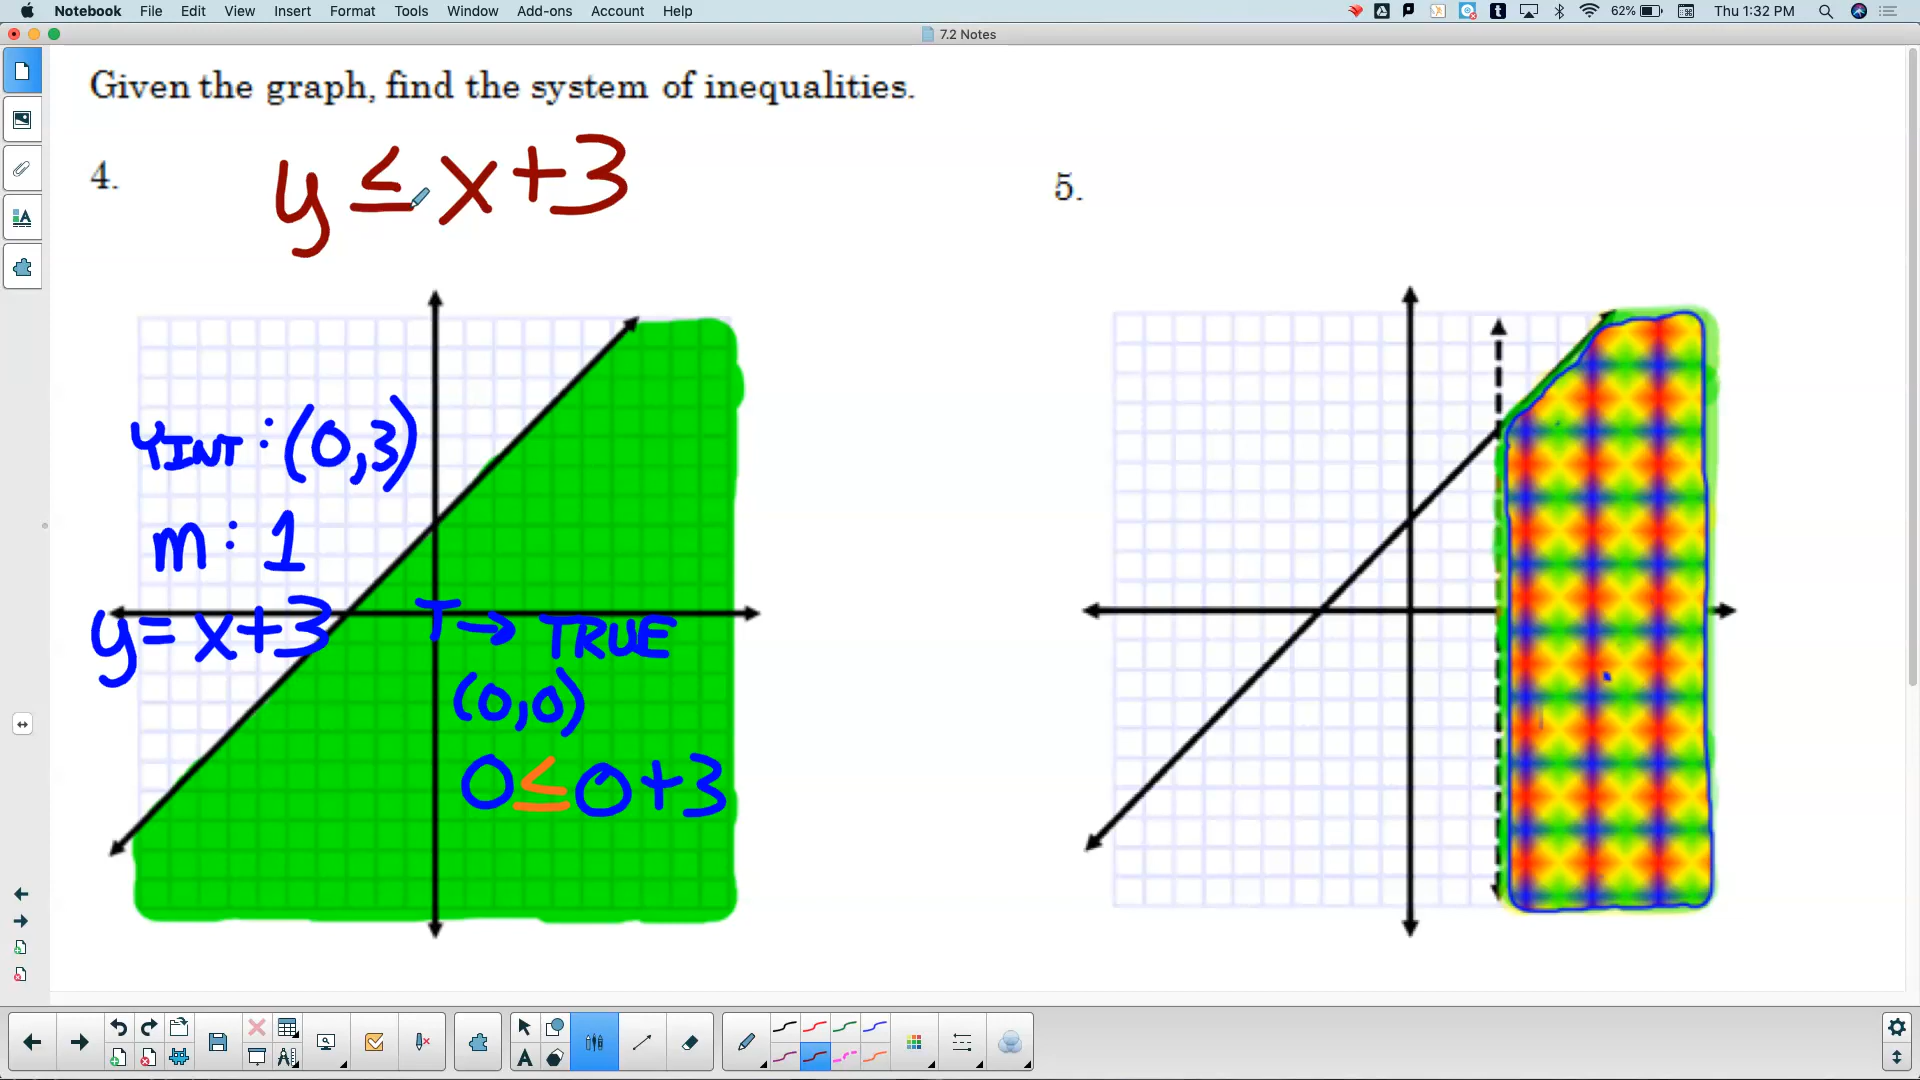 Notebook File Edit View Insert Format Tools Window Add-ons Account Help 62% Thu 1:32 PM
7.2 Notes
Given the graph, find the system of inequalities.
4.
y ≤ x+3
5.
YINT : (0,3)
m : 1
y = x+3
T → TRUE
(0,0)
0 ≤ 0+3